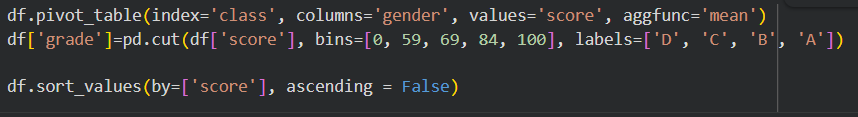 df.pivot_table(index='class', columns='gender', values='score', aggfunc='mean')
df['grade']=pd.cut(df['score'], bins=[0, 59, 69, 84, 100], labels=['D', 'C', 'B', 'A'])
df.sort_values(by=['score'], ascending = False)